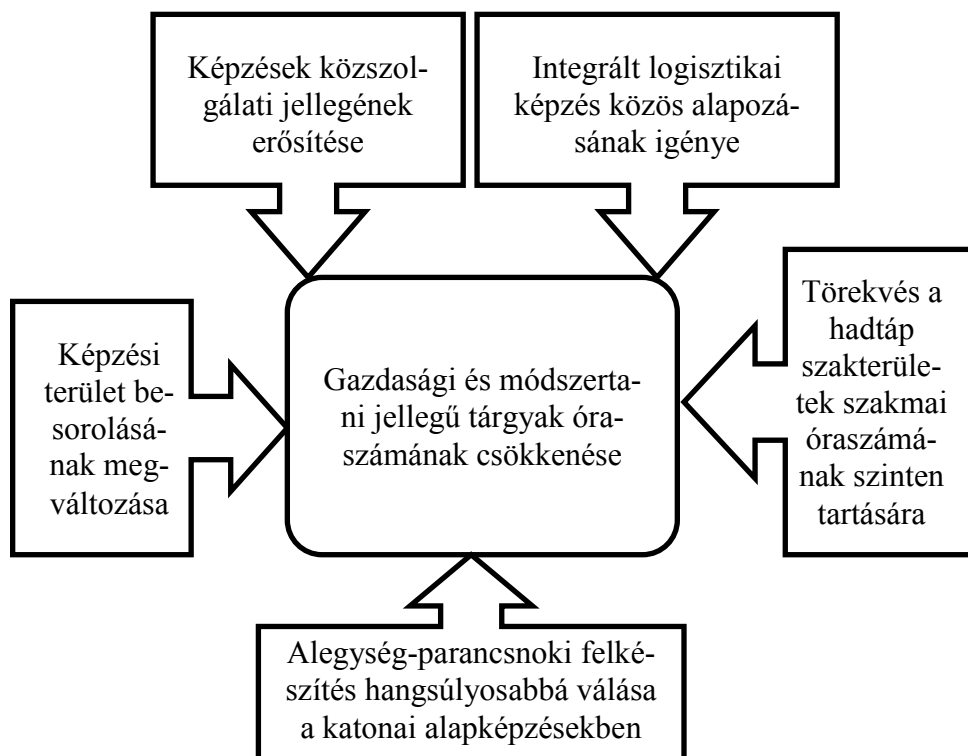 Képzések közszol-
gálati jellegének
erősítése
Integrált logisztikai
képzés közös alapozá-
sának igénye
Képzési
terület be-
sorolásá-
nak meg-
változása
Gazdasági és módszerta-
ni jellegű tárgyak óra-
számának csökkenése
Törekvés a
hadtáp
szakterüle-
tek szakmai
óraszámá-
nak szinten
tartására
Alegység-parancsnoki felké-
szítés hangsúlyosabbá válása
a katonai alapképzésekben